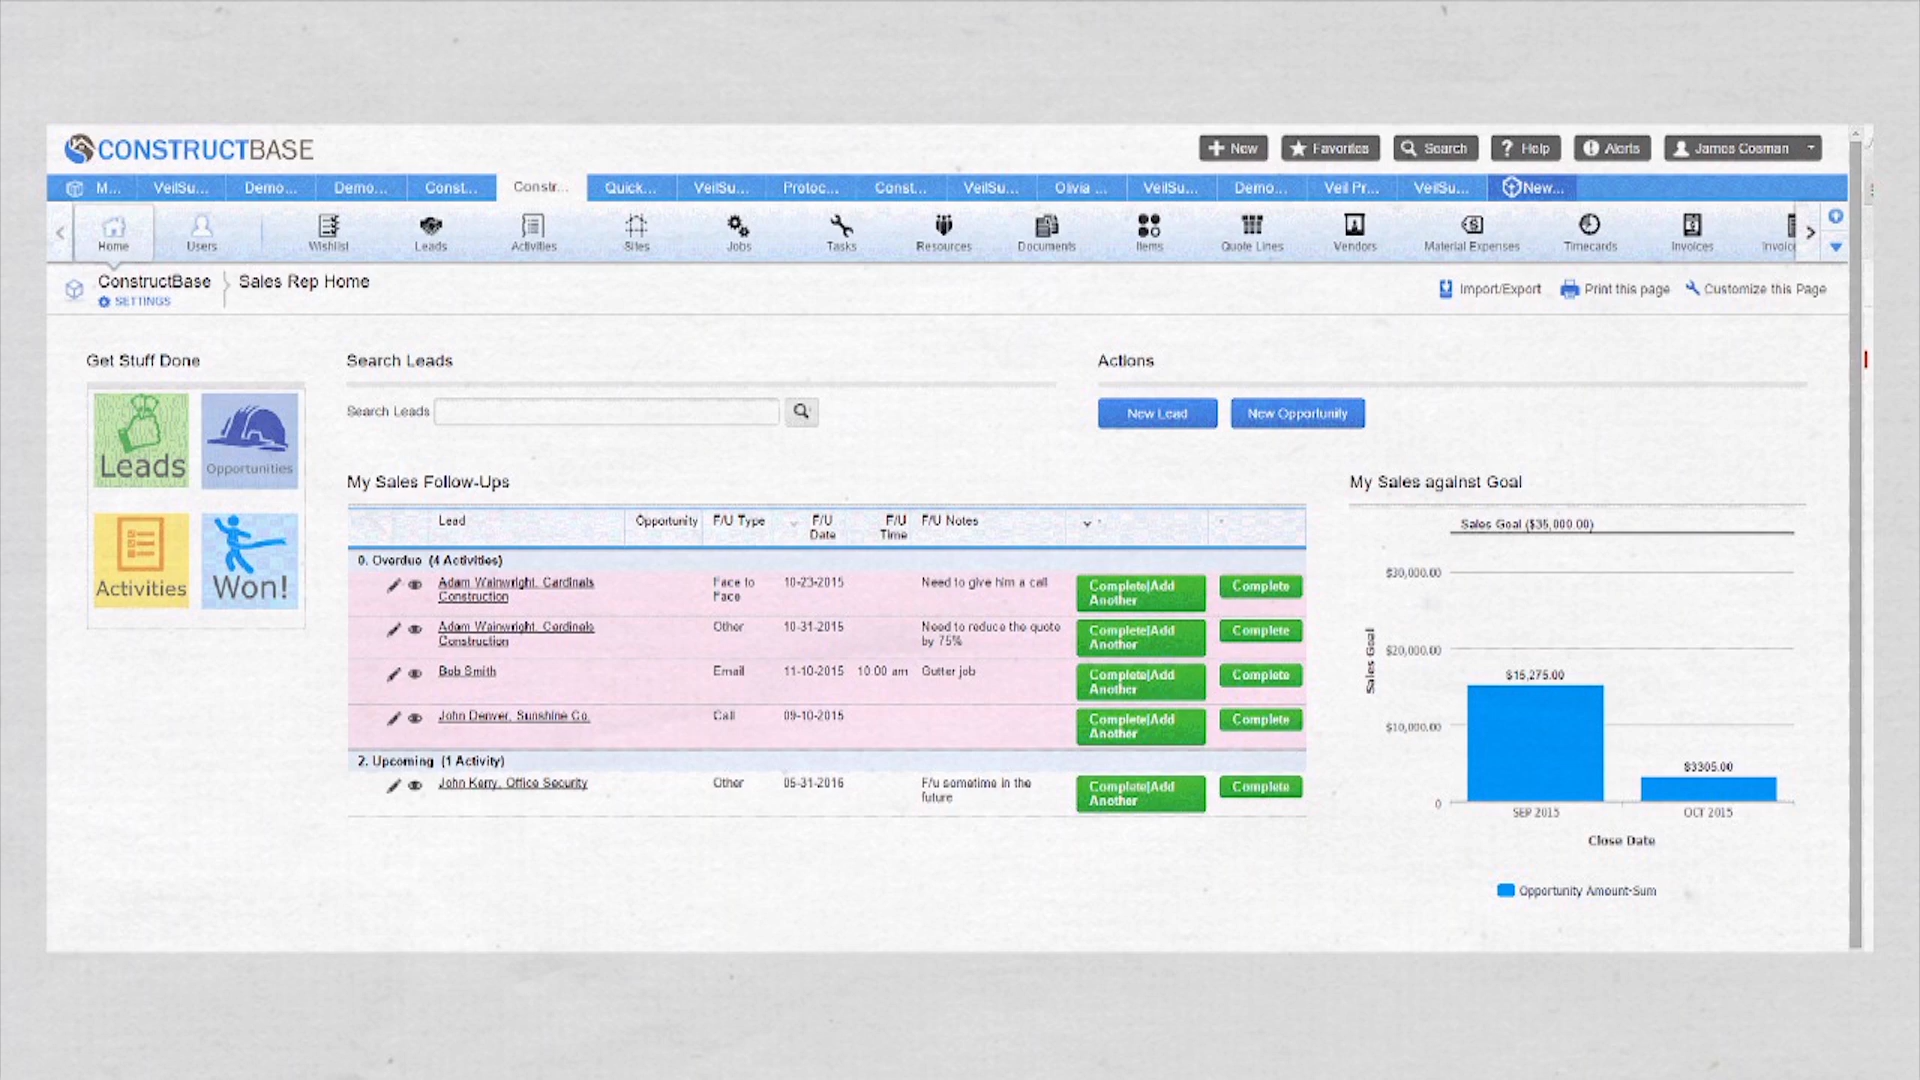 CONSTRUCTBASE
New
Favorites
Search
Help
Alerts
James Cosman
M...
VeilSu...
Demo...
Demo...
Const...
Constr...
Quick...
VeilSu...
Protoc...
Const...
VeilSu...
Olivia ...
VeilSu...
Demo...
Veil Pr...
VeilSu...
New...
Home
Users
Wishlist
Leads
Activities
Sites
Jobs
Tasks
Resources
Documents
Items
Quote Lines
Vendors
Material Expenses
Timecards
Invoices
Invoic
ConstructBase
SETTINGS
Sales Rep Home
Import/Export
Print this page
Customize this Page
Get Stuff Done
Leads
Opportunities
Activities
Won!
Search Leads
Search Leads
Actions
New Lead
New Opportunity
My Sales Follow-Ups
Lead Opportunity F/U Type F/U Date F/U Time F/U Notes
0. Overdue (4 Activities)
Adam Wainwright, Cardinals Construction Face to Face 10-23-2015 Need to give him a call Complete|Add Another Complete
Adam Wainwright, Cardinals Construction Other 10-31-2015 Need to reduce the quote by 75% Complete|Add Another Complete
Bob Smith Email 11-10-2015 10:00 am Gutter job Complete|Add Another Complete
John Denver, Sunshine Co. Call 09-10-2015 Complete|Add Another Complete
2. Upcoming (1 Activity)
John Kerry, Office Security Other 05-31-2016 F/u sometime in the future Complete|Add Another Complete
My Sales against Goal
Sales Goal ($35,000.00)
$30,000.00
$20,000.00
$10,000.00
0
Sales Goal
$15,275.00
$3305.00
SEP 2015
OCT 2015
Close Date
Opportunity Amount-Sum